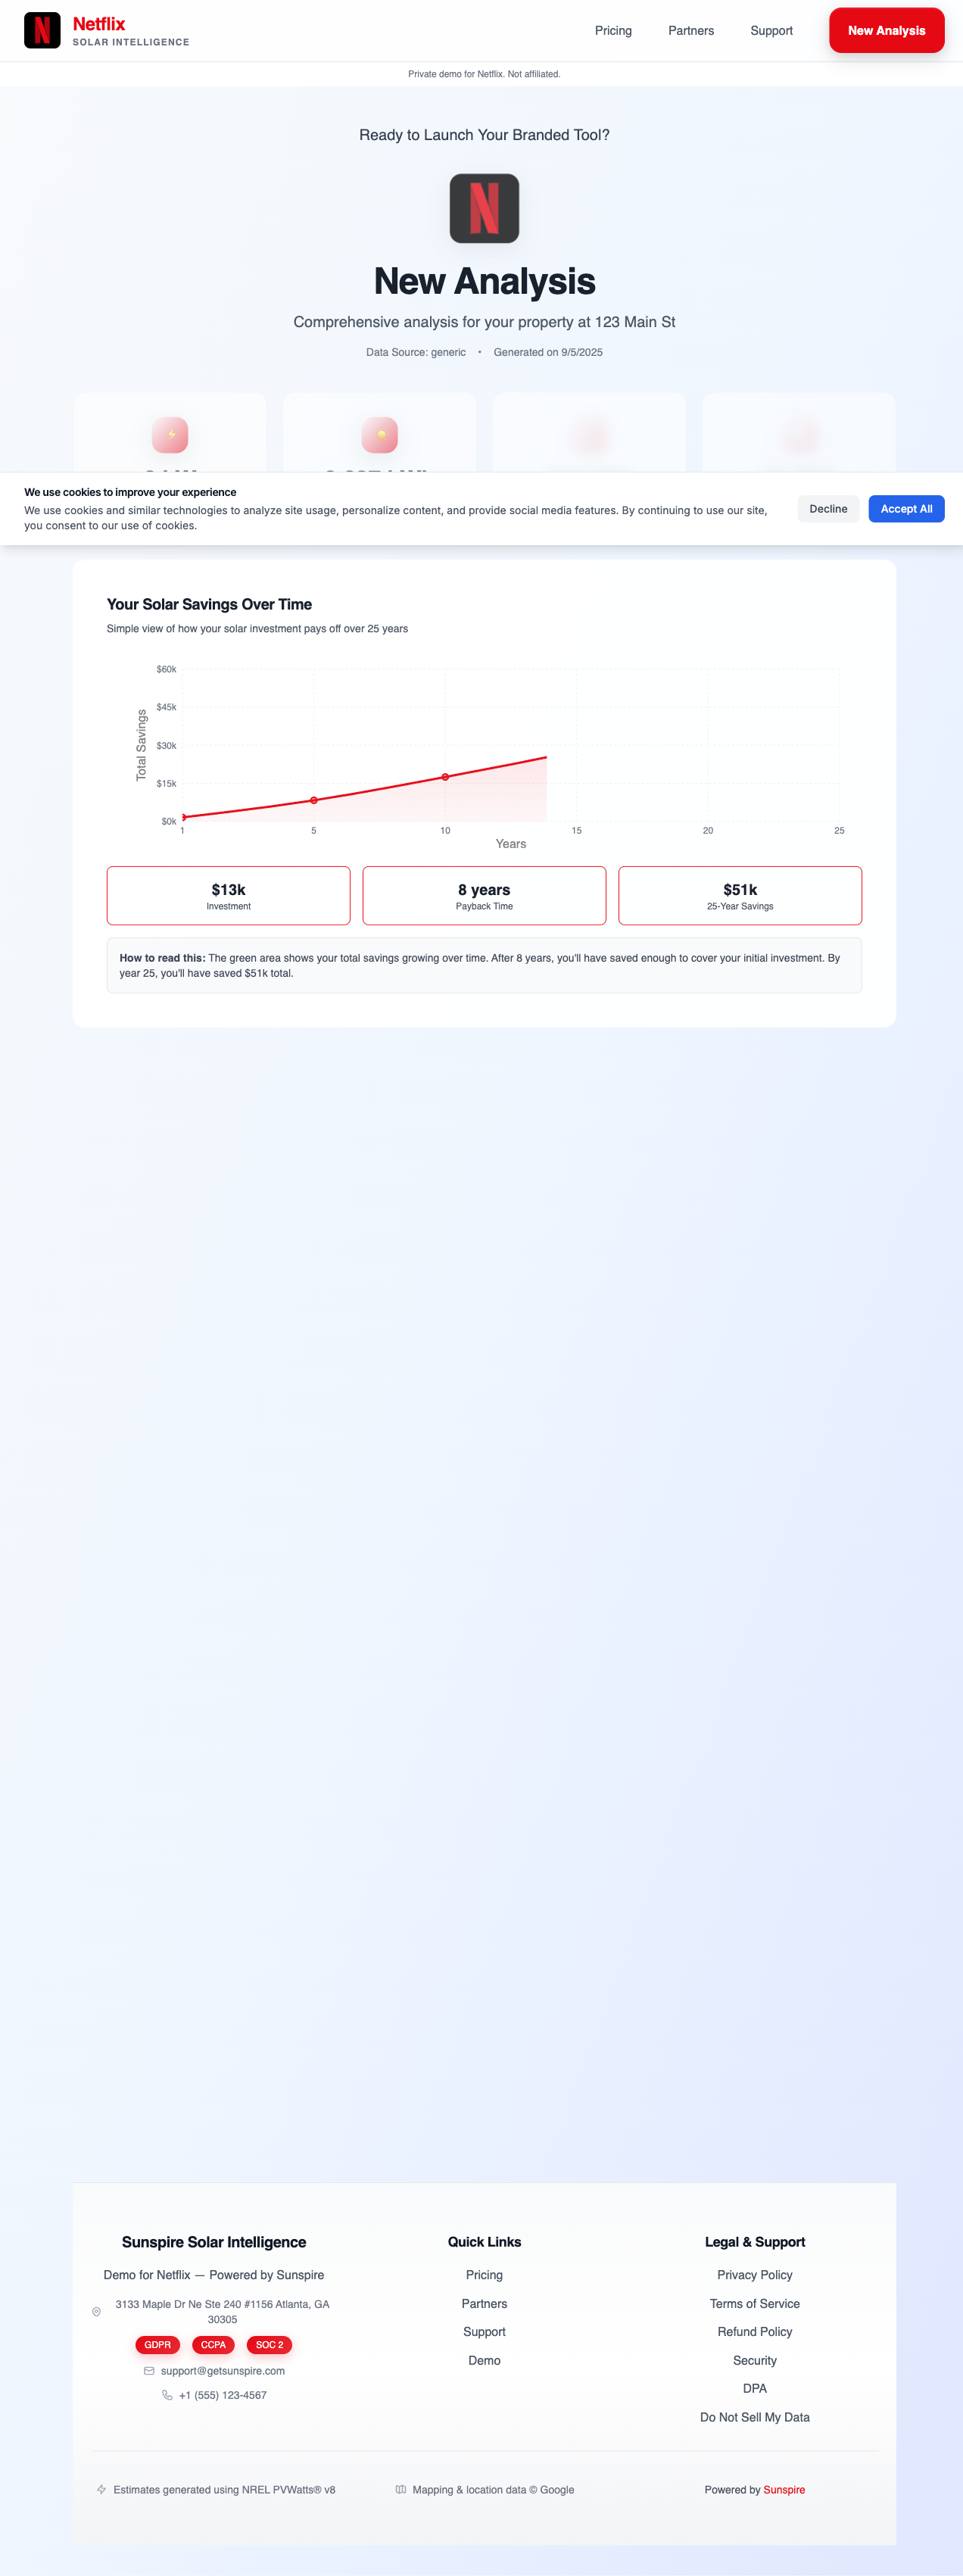 Netflix
SOLAR INTELLIGENCE
Pricing
Partners
Support
New Analysis
Private demo for Netflix. Not affiliated.
Ready to Launch Your Branded Tool?
New Analysis
Comprehensive analysis for your property at 123 Main St
Data Source: generic • Generated on 9/5/2025
We use cookies to improve your experience
We use cookies and similar technologies to analyze site usage, personalize content, and provide social media features. By continuing to use our site,
you consent to our use of cookies.
Decline
Accept All
Your Solar Savings Over Time
Simple view of how your solar investment pays off over 25 years
$60k
$45k
$30k
$15k
$0k
Total Savings
1 5 10 15 20 25
Years
$13k
Investment
8 years
Payback Time
$51k
25-Year Savings
How to read this: The green area shows your total savings growing over time. After 8 years, you'll have saved enough to cover your initial investment. By
year 25, you'll have saved $51k total.
Sunspire Solar Intelligence
Demo for Netflix — Powered by Sunspire
3133 Maple Dr Ne Ste 240 #1156 Atlanta, GA
30305
GDPR CCPA SOC 2
support@getsunspire.com
+1 (555) 123-4567
Quick Links
Pricing
Partners
Support
Demo
Legal & Support
Privacy Policy
Terms of Service
Refund Policy
Security
DPA
Do Not Sell My Data
Estimates generated using NREL PVWatts® v8
Mapping & location data © Google
Powered by Sunspire